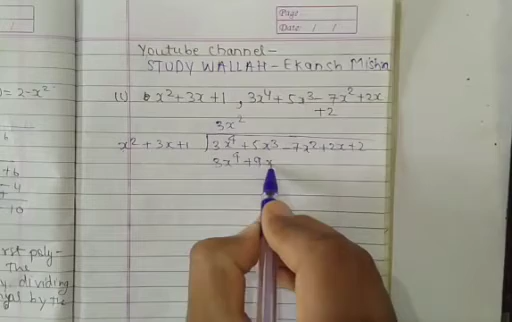 Page
Date / /
Youtube channel-
STUDY WALLAH - Ekansh Mishra
(i) x²+3x+1, 3x⁴+5x³-7x²+2x
+2
3x²
x²+3x+1 3x⁴+5x³-7x²+2x+2
3x⁴+9x
)= 2-x²
b
+6
-4
+10
rst poly-
The
y dividing
yal by the